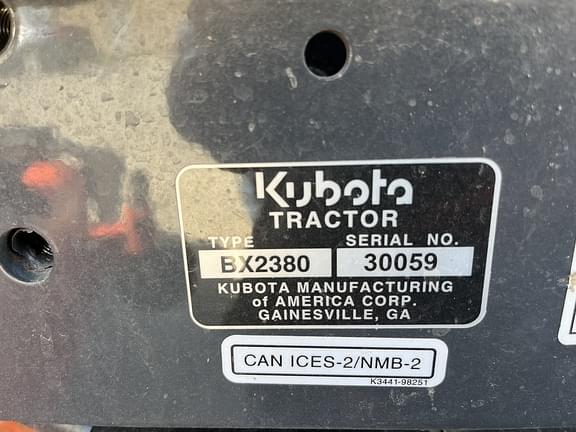 Kubota
TRACTOR
TYPE SERIAL NO.
BX2380 30059
KUBOTA MANUFACTURING
of AMERICA CORP.
GAINESVILLE, GA
CAN ICES-2/NMB-2
K3441-98251